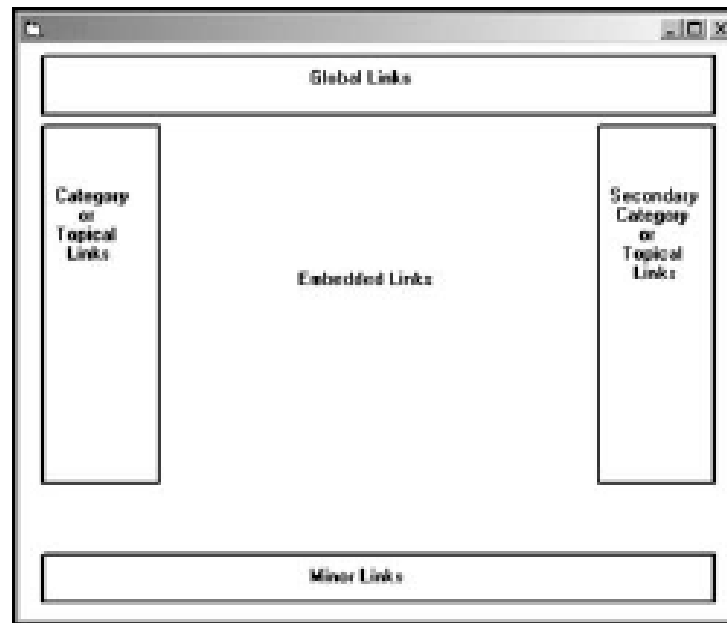 Global Links
Category
or
Topical
Links
Embedded Links
Secondary
Category
or
Topical
Links
Minor Links